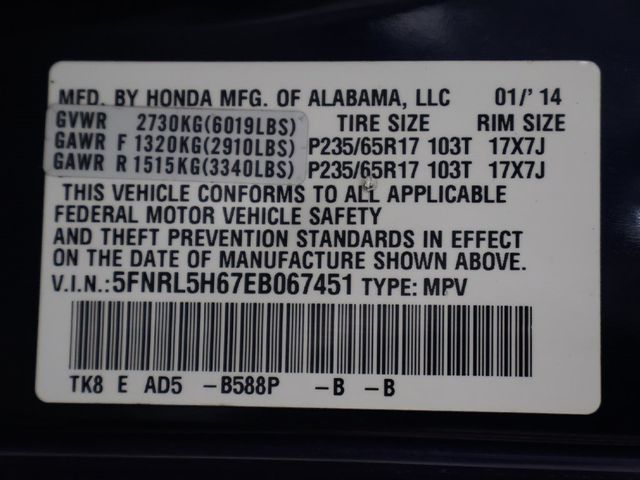 MFD. BY HONDA MFG. OF ALABAMA, LLC 01/'14
GVWR 2730KG(6019LBS) TIRE SIZE RIM SIZE
GAWR F 1320KG(2910LBS) P235/65R17 103T 17X7J
GAWR R 1515KG(3340LBS) P235/65R17 103T 17X7J
THIS VEHICLE CONFORMS TO ALL APPLICABLE
FEDERAL MOTOR VEHICLE SAFETY
AND THEFT PREVENTION STANDARDS IN EFFECT
ON THE DATE OF MANUFACTURE SHOWN ABOVE.
V.I.N.:5FNRL5H67EB067451 TYPE: MPV
TK8 E AD5 -B588P -B -B